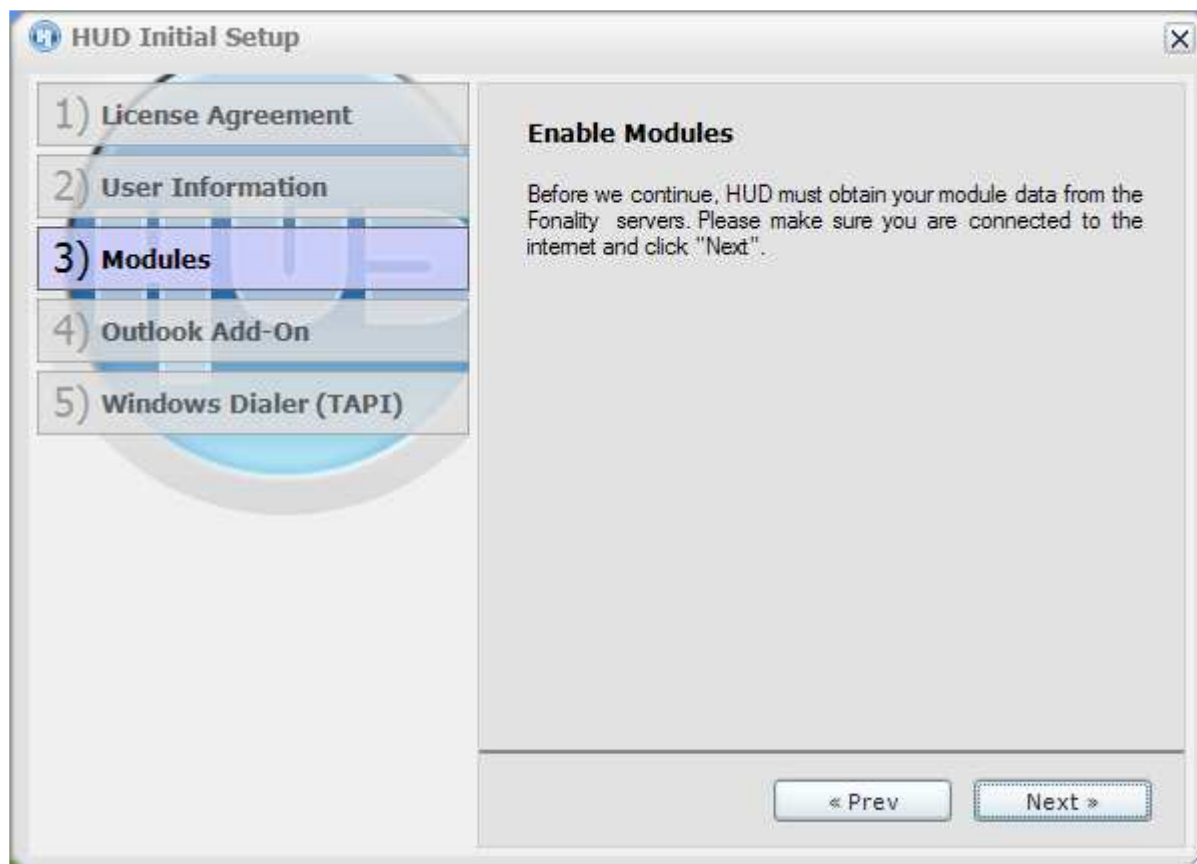 HUD Initial Setup
1) License Agreement
2) User Information
3) Modules
4) Outlook Add-On
5) Windows Dialer (TAPI)
Enable Modules
Before we continue, HUD must obtain your module data from the
Fonality servers. Please make sure you are connected to the
internet and click "Next".
« Prev
Next »